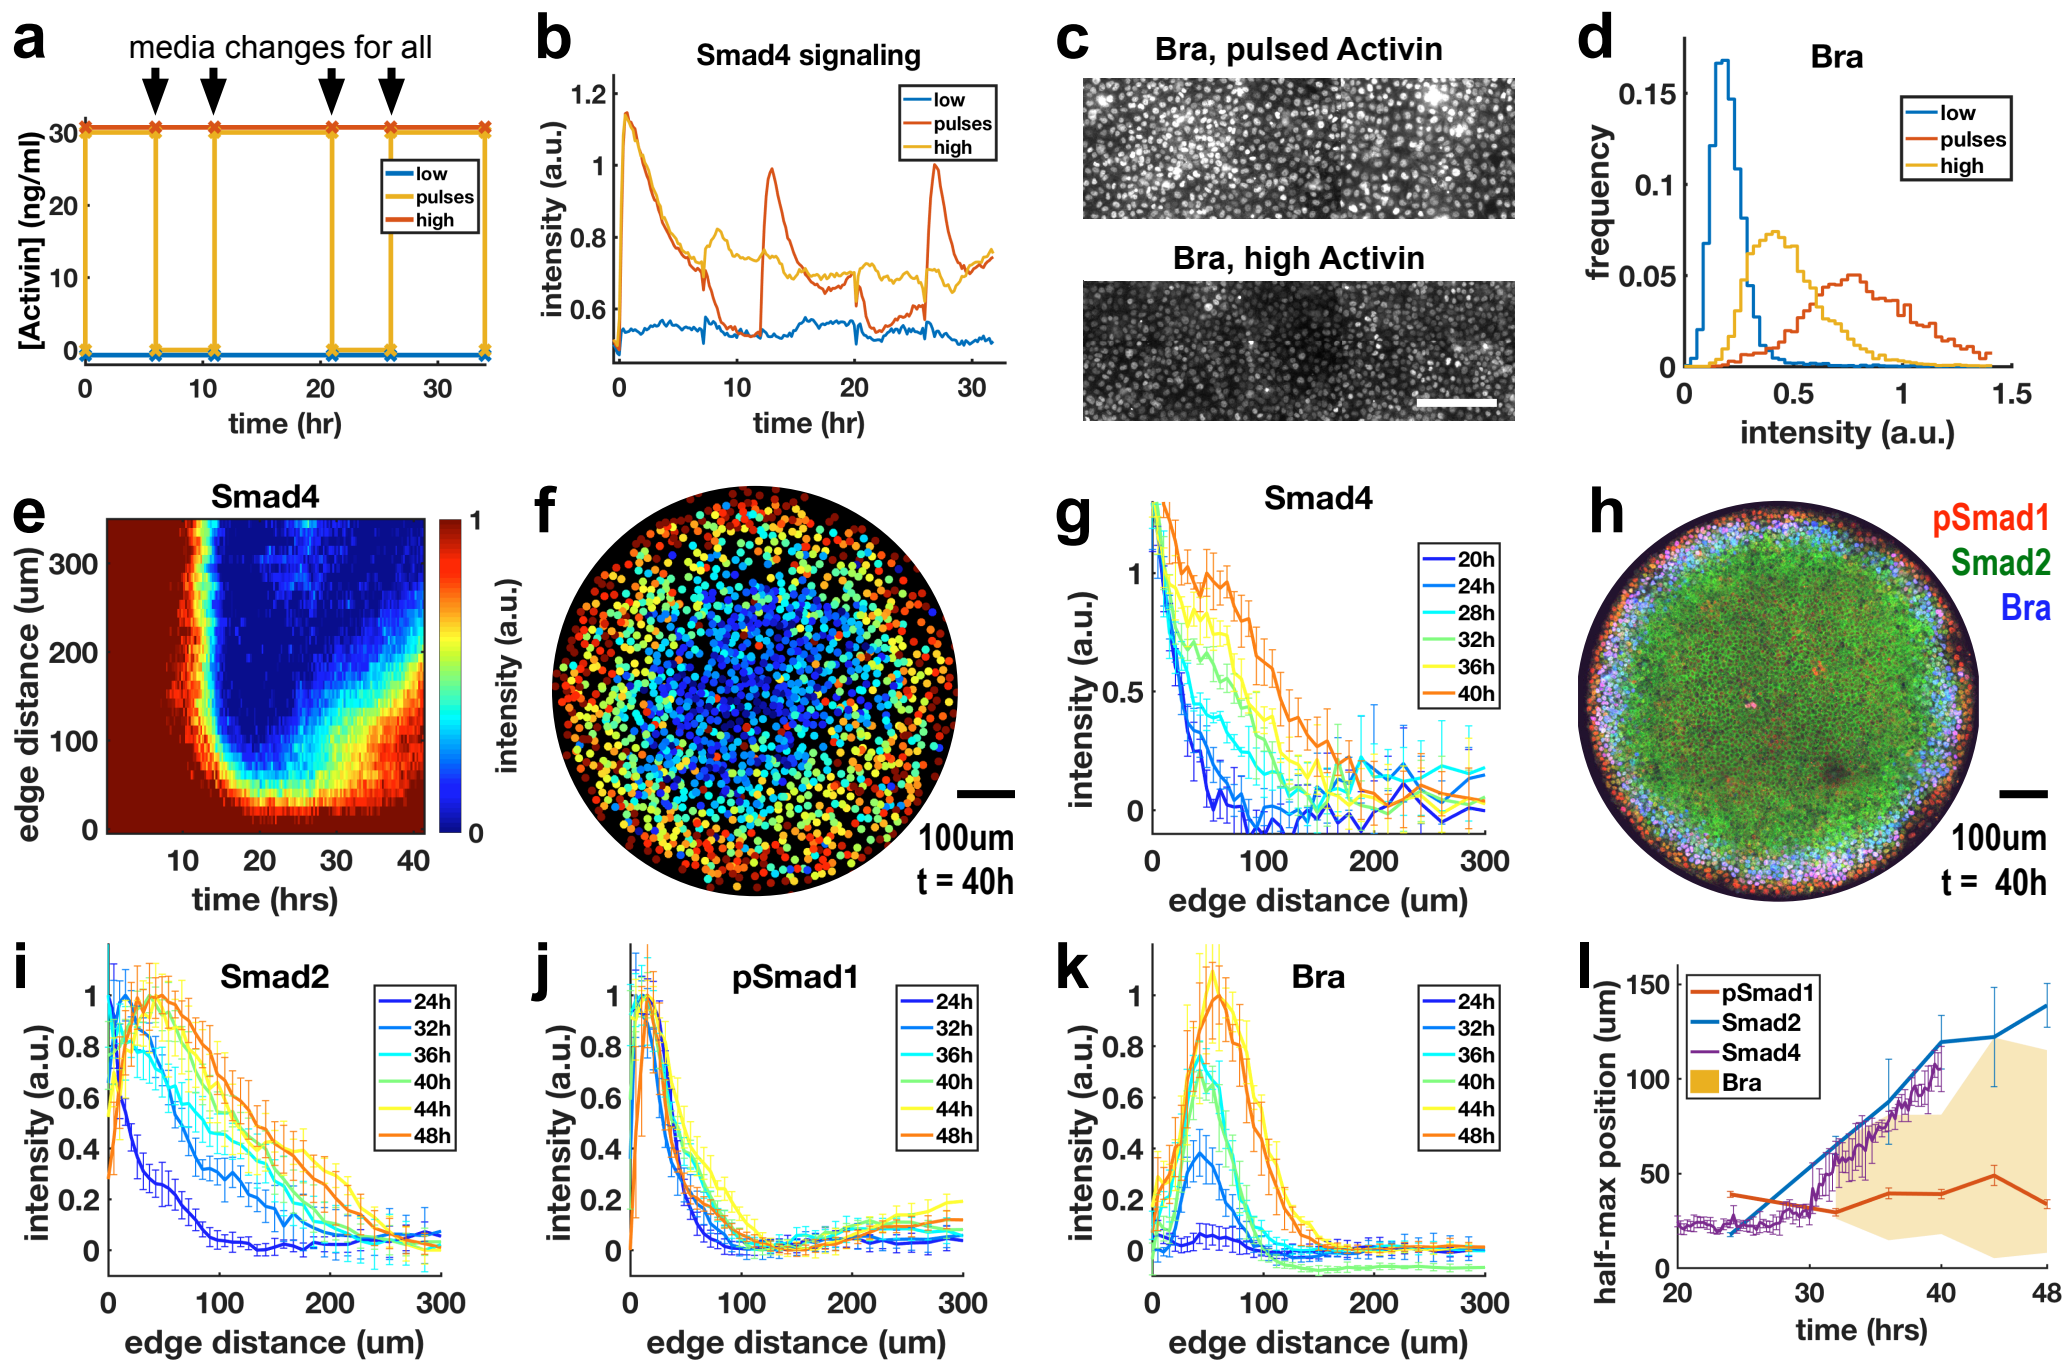 a
media changes for all
[Activin] (ng/ml)
30
20
10
0
low
pulses
high
0
10
20
30
time (hr)
b
Smad4 signaling
intensity (a.u.)
1.2
1
0.8
0.6
low
pulses
high
0
10
20
30
time (hr)
c
Bra, pulsed Activin
Bra, high Activin
d
Bra
frequency
0.15
0.1
0.05
0
low
pulses
high
0
0.5
1
1.5
intensity (a.u.)
e
Smad4
edge distance (um)
300
200
100
0
10
20
30
40
time (hrs)
1
0
intensity (a.u.)
f
100um
t = 40h
g
Smad4
intensity (a.u.)
1
0.5
0
20h
24h
28h
32h
36h
40h
0
100
200
300
edge distance (um)
h
pSmad1
Smad2
Bra
100um
t = 40h
i
Smad2
intensity (a.u.)
1
0.8
0.6
0.4
0.2
0
24h
32h
36h
40h
44h
48h
0
100
200
300
edge distance (um)
j
pSmad1
intensity (a.u.)
1
0.8
0.6
0.4
0.2
0
24h
32h
36h
40h
44h
48h
0
100
200
300
edge distance (um)
k
Bra
intensity (a.u.)
1
0.8
0.6
0.4
0.2
0
24h
32h
36h
40h
44h
48h
0
100
200
300
edge distance (um)
l
half-max position (um)
150
100
50
0
pSmad1
Smad2
Smad4
Bra
20
30
40
48
time (hrs)